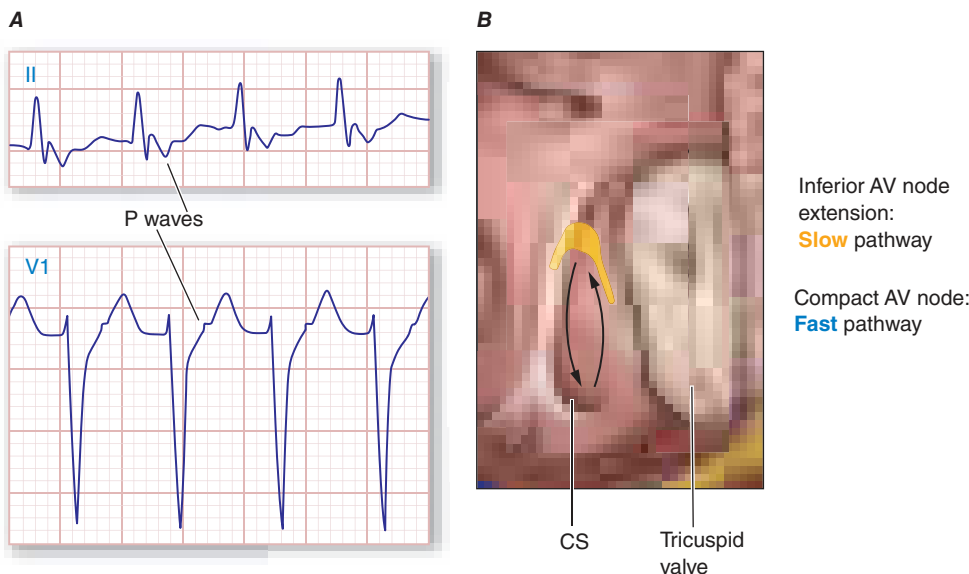 A
II
P waves
V1
B
Inferior AV node
extension:
Slow pathway
Compact AV node:
Fast pathway
CS
Tricuspid
valve